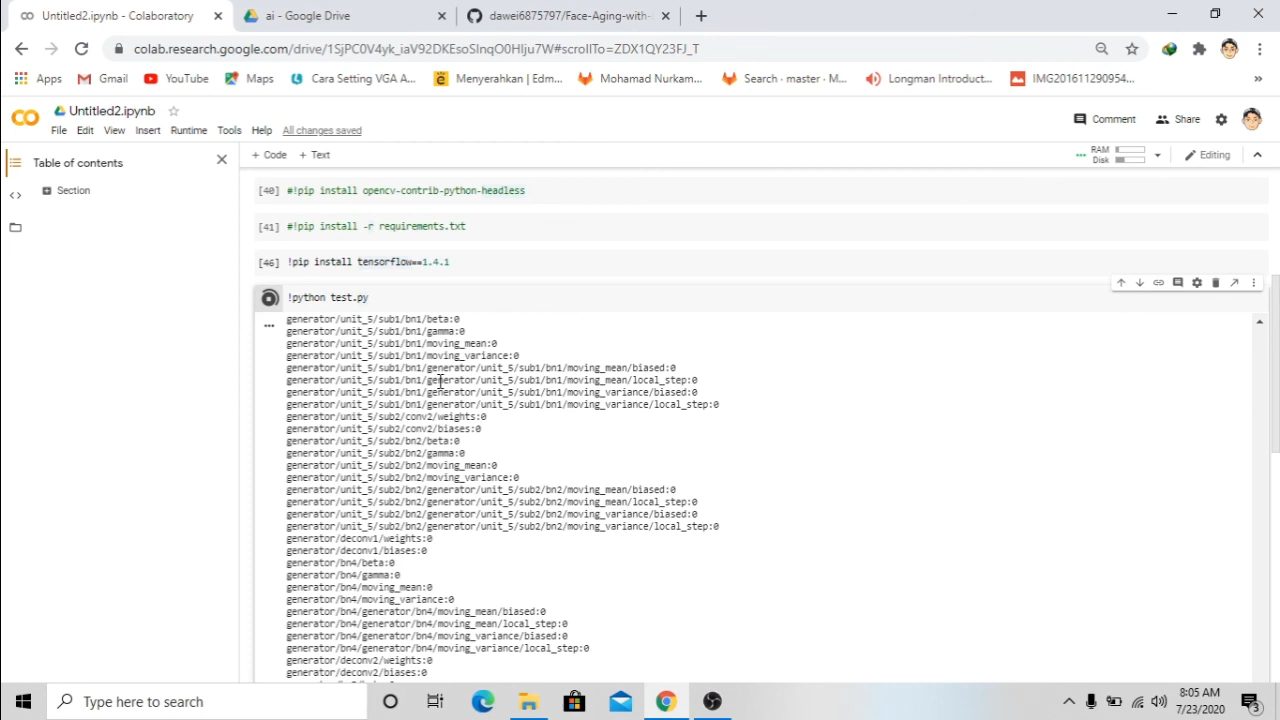 Untitled2.ipynb - Colaboratory
ai - Google Drive
dawei6875797/Face-Aging-with-
colab.research.google.com/drive/1SjPC0V4yk_iaV92DKEsoSInqO0HIju7W#scrollTo=ZDX1QY23FJ_T
Apps
Gmail
YouTube
Maps
Cara Setting VGA A...
Menyerahkan | Edm...
Mohamad Nurkam...
Search · master · M...
Longman Introduct...
IMG201611290954...
»
Untitled2.ipynb
File Edit View Insert Runtime Tools Help All changes saved
Comment
Share
Table of contents
Section
+ Code + Text
RAM
Disk
Editing
[40] #!pip install opencv-contrib-python-headless
[41] #!pip install -r requirements.txt
[46] !pip install tensorflow==1.4.1
!python test.py
generator/unit_5/sub1/bn1/beta:0
generator/unit_5/sub1/bn1/gamma:0
generator/unit_5/sub1/bn1/moving_mean:0
generator/unit_5/sub1/bn1/moving_variance:0
generator/unit_5/sub1/bn1/generator/unit_5/sub1/bn1/moving_mean/biased:0
generator/unit_5/sub1/bn1/generator/unit_5/sub1/bn1/moving_mean/local_step:0
generator/unit_5/sub1/bn1/generator/unit_5/sub1/bn1/moving_variance/biased:0
generator/unit_5/sub1/bn1/generator/unit_5/sub1/bn1/moving_variance/local_step:0
generator/unit_5/sub2/conv2/weights:0
generator/unit_5/sub2/conv2/biases:0
generator/unit_5/sub2/bn2/beta:0
generator/unit_5/sub2/bn2/gamma:0
generator/unit_5/sub2/bn2/moving_mean:0
generator/unit_5/sub2/bn2/moving_variance:0
generator/unit_5/sub2/bn2/generator/unit_5/sub2/bn2/moving_mean/biased:0
generator/unit_5/sub2/bn2/generator/unit_5/sub2/bn2/moving_mean/local_step:0
generator/unit_5/sub2/bn2/generator/unit_5/sub2/bn2/moving_variance/biased:0
generator/unit_5/sub2/bn2/generator/unit_5/sub2/bn2/moving_variance/local_step:0
generator/deconv1/weights:0
generator/deconv1/biases:0
generator/bn4/beta:0
generator/bn4/gamma:0
generator/bn4/moving_mean:0
generator/bn4/moving_variance:0
generator/bn4/generator/bn4/moving_mean/biased:0
generator/bn4/generator/bn4/moving_mean/local_step:0
generator/bn4/generator/bn4/moving_variance/biased:0
generator/bn4/generator/bn4/moving_variance/local_step:0
generator/deconv2/weights:0
generator/deconv2/biases:0
Type here to search
8:05 AM
7/23/2020
3